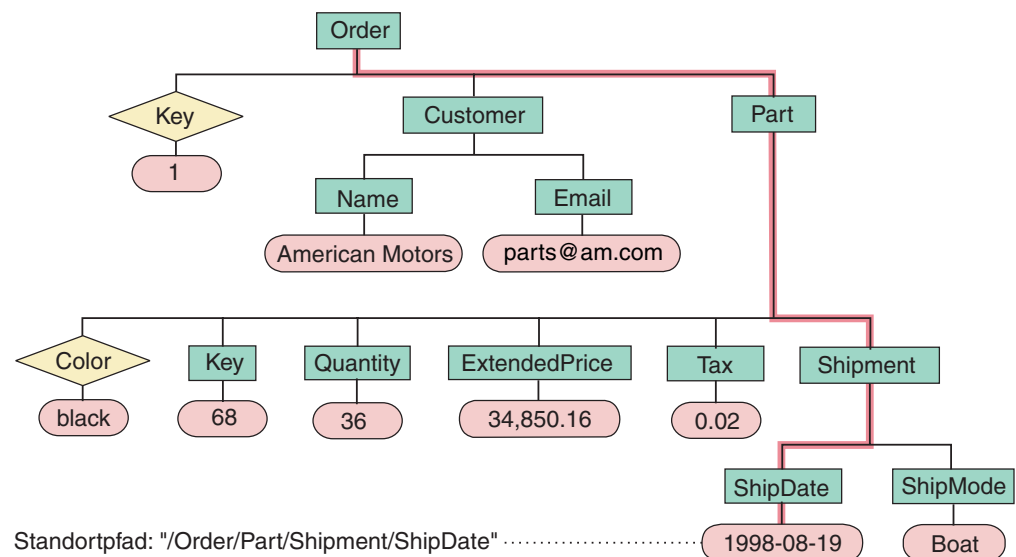 Order
Key
Customer
Part
1
Name
Email
American Motors
parts@am.com
Color
Key
Quantity
ExtendedPrice
Tax
Shipment
black
68
36
34,850.16
0.02
ShipDate
ShipMode
Standortpfad: "/Order/Part/Shipment/ShipDate"
1998-08-19
Boat